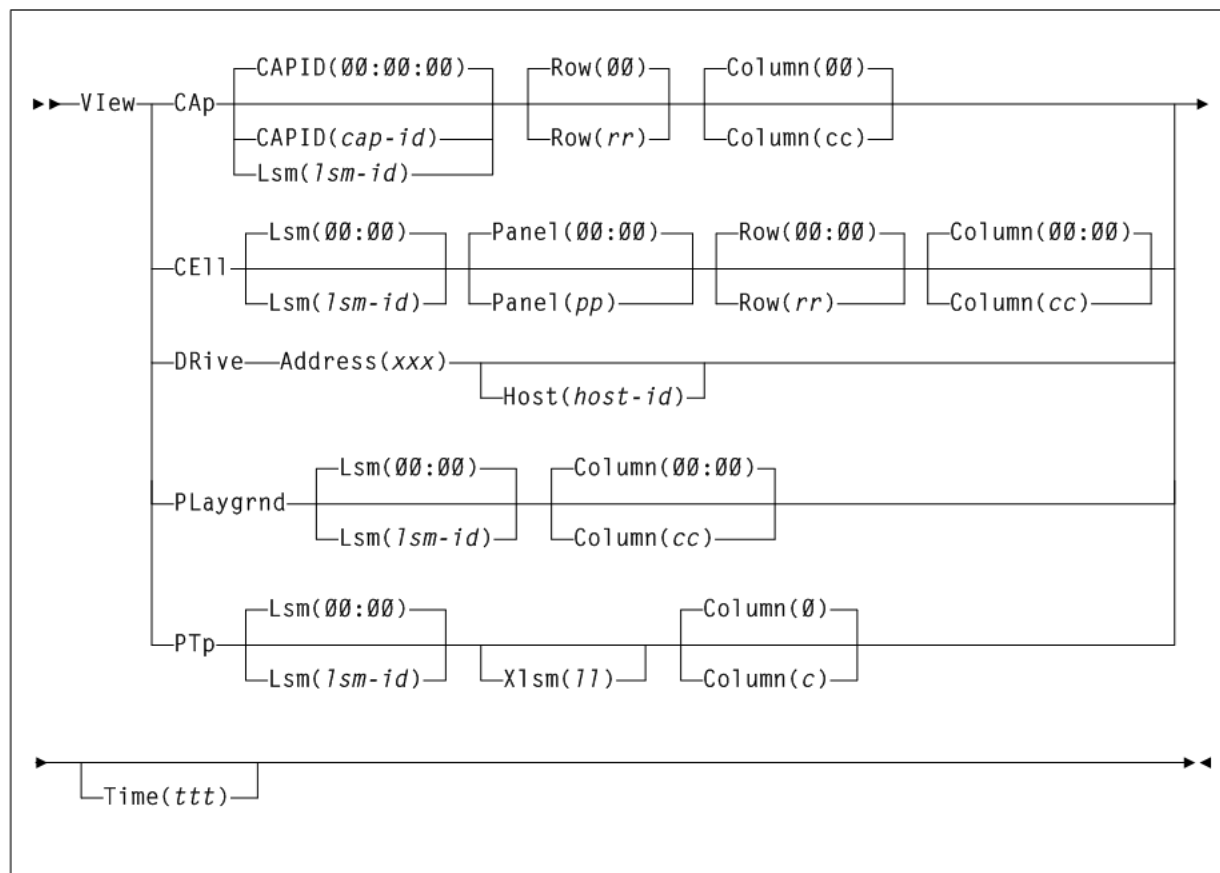 CAPID(00:00:00) Row(00) Column(00)
VIew CAp
CAPID(cap-id) Row(rr) Column(cc)
Lsm(lsm-id)
Lsm(00:00) Panel(00:00) Row(00:00) Column(00:00)
CEll
Lsm(lsm-id) Panel(pp) Row(rr) Column(cc)
DRive Address(xxx)
Host(host-id)
Lsm(00:00) Column(00:00)
PLaygrnd
Lsm(lsm-id) Column(cc)
Lsm(00:00) Column(0)
PTp
Lsm(lsm-id) Xlsm(ll) Column(c)
Time(ttt)